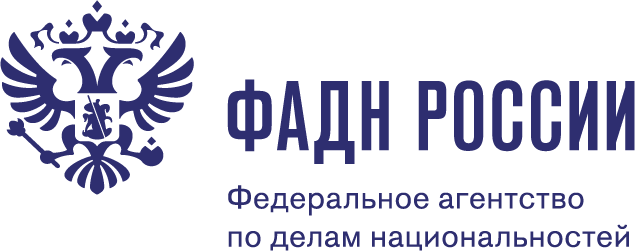 ФАДН РОССИИ
Федеральное агентство
по делам национальностей